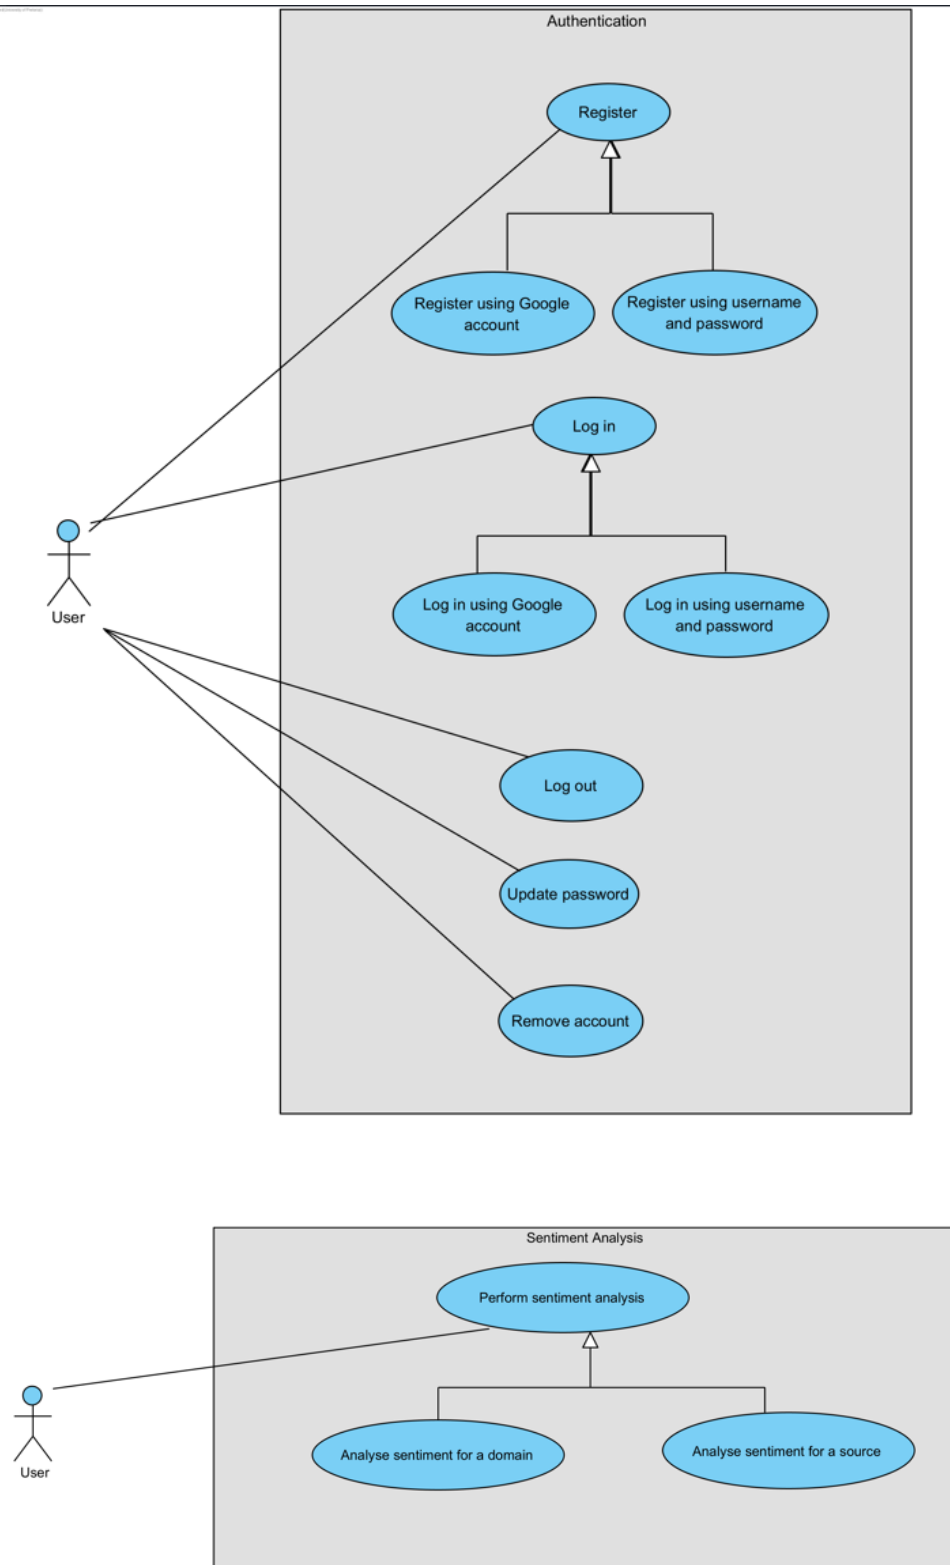 Authentication
Register
Register using Google
account
Register using username
and password
Log in
User
Log in using Google
account
Log in using username
and password
Log out
Update password
Remove account
Sentiment Analysis
Perform sentiment analysis
User
Analyse sentiment for a domain
Analyse sentiment for a source